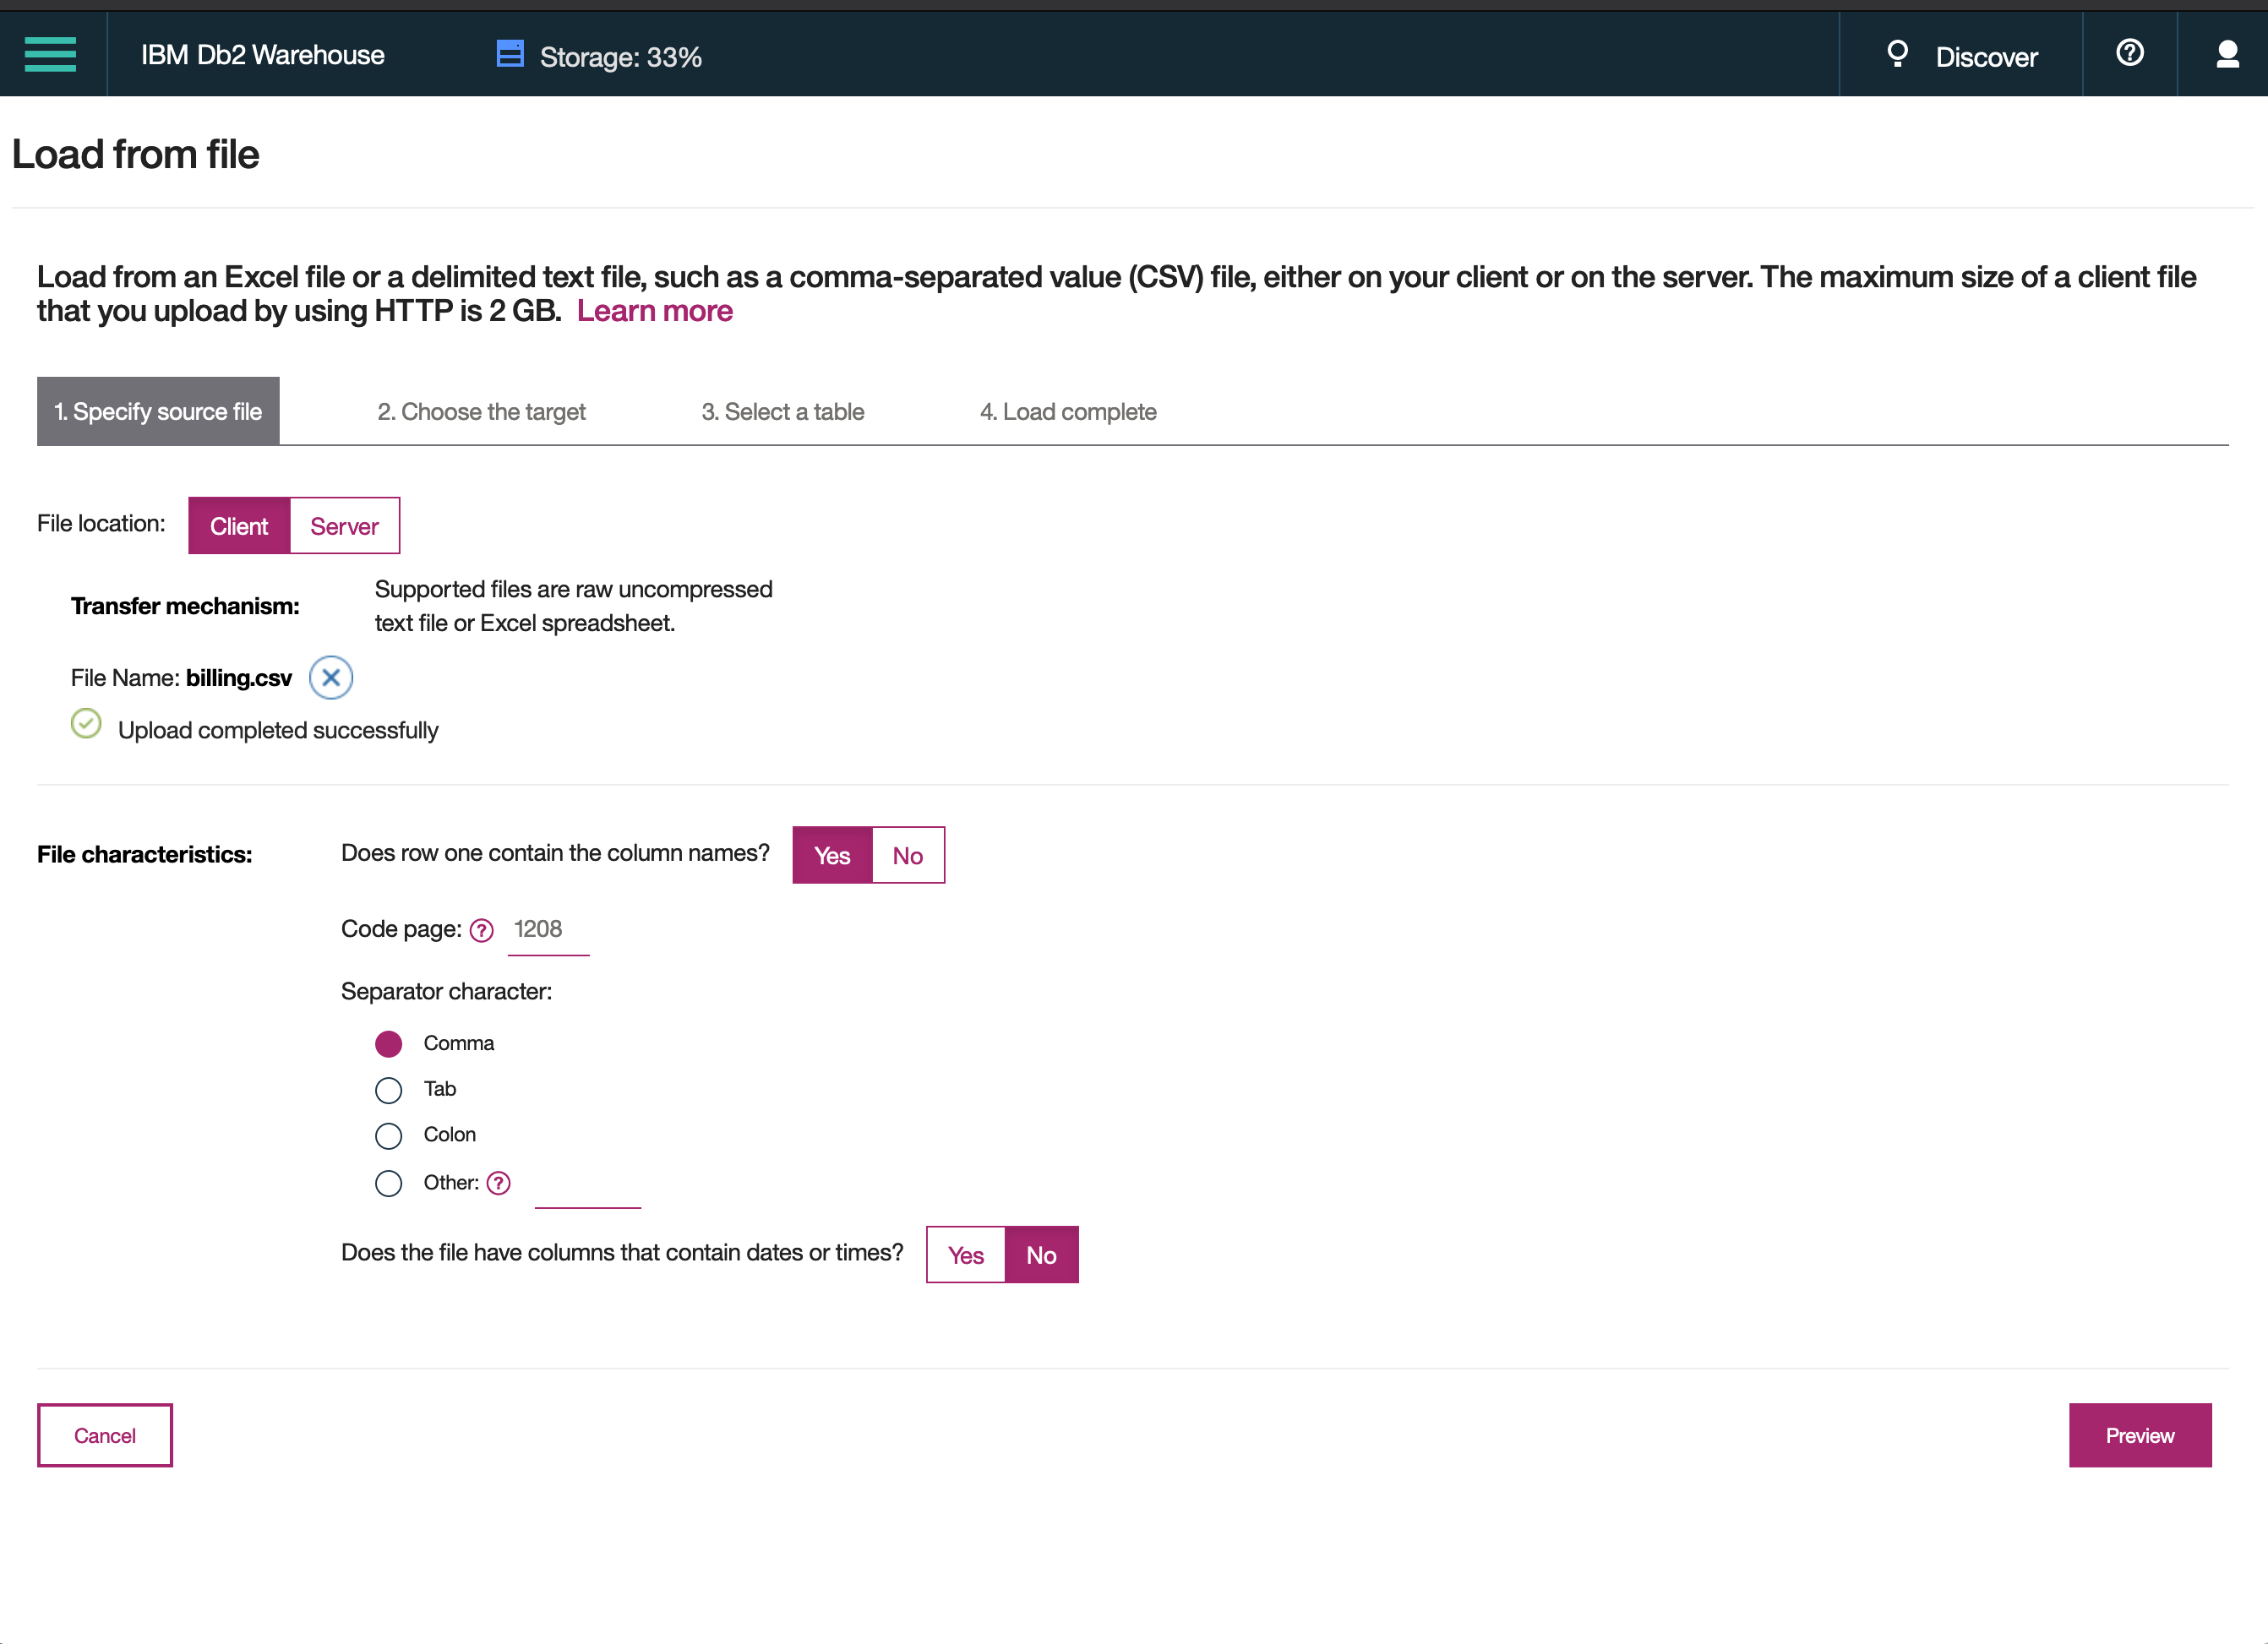 IBM Db2 Warehouse
Storage: 33%
Discover
Load from file
Load from an Excel file or a delimited text file, such as a comma-separated value (CSV) file, either on your client or on the server. The maximum size of a client file
that you upload by using HTTP is 2 GB. Learn more
1. Specify source file
2. Choose the target
3. Select a table
4. Load complete
File location:
Client
Server
Transfer mechanism:
Supported files are raw uncompressed
text file or Excel spreadsheet.
File Name: billing.csv
Upload completed successfully
File characteristics:
Does row one contain the column names?
Yes
No
Code page: ? 1208
Separator character:
Comma
Tab
Colon
Other: ?
Does the file have columns that contain dates or times?
Yes
No
Cancel
Preview